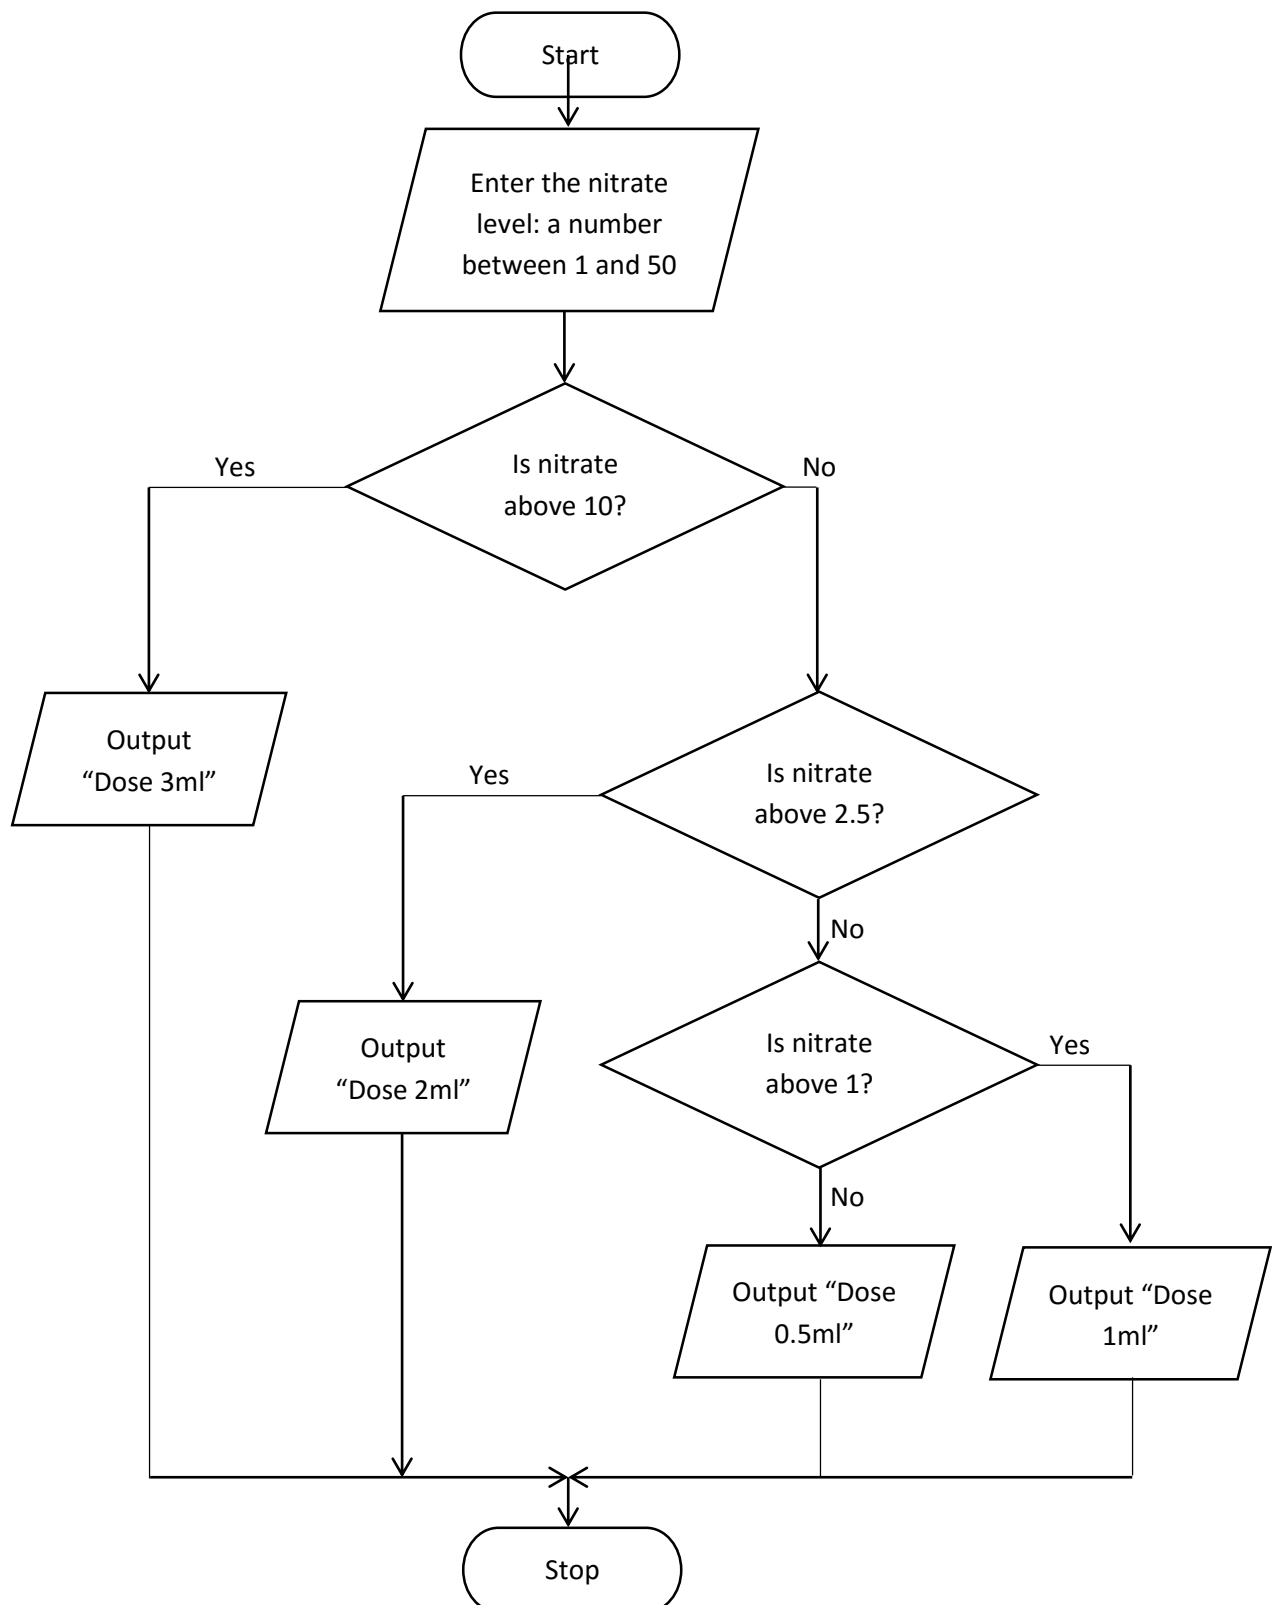 Start
Enter the nitrate
level: a number
between 1 and 50
Is nitrate
above 10?
Yes
No
Output
“Dose 3ml”
Is nitrate
above 2.5?
Yes
No
Output
“Dose 2ml”
Is nitrate
above 1?
Yes
No
Output “Dose
0.5ml”
Output “Dose
1ml”
Stop